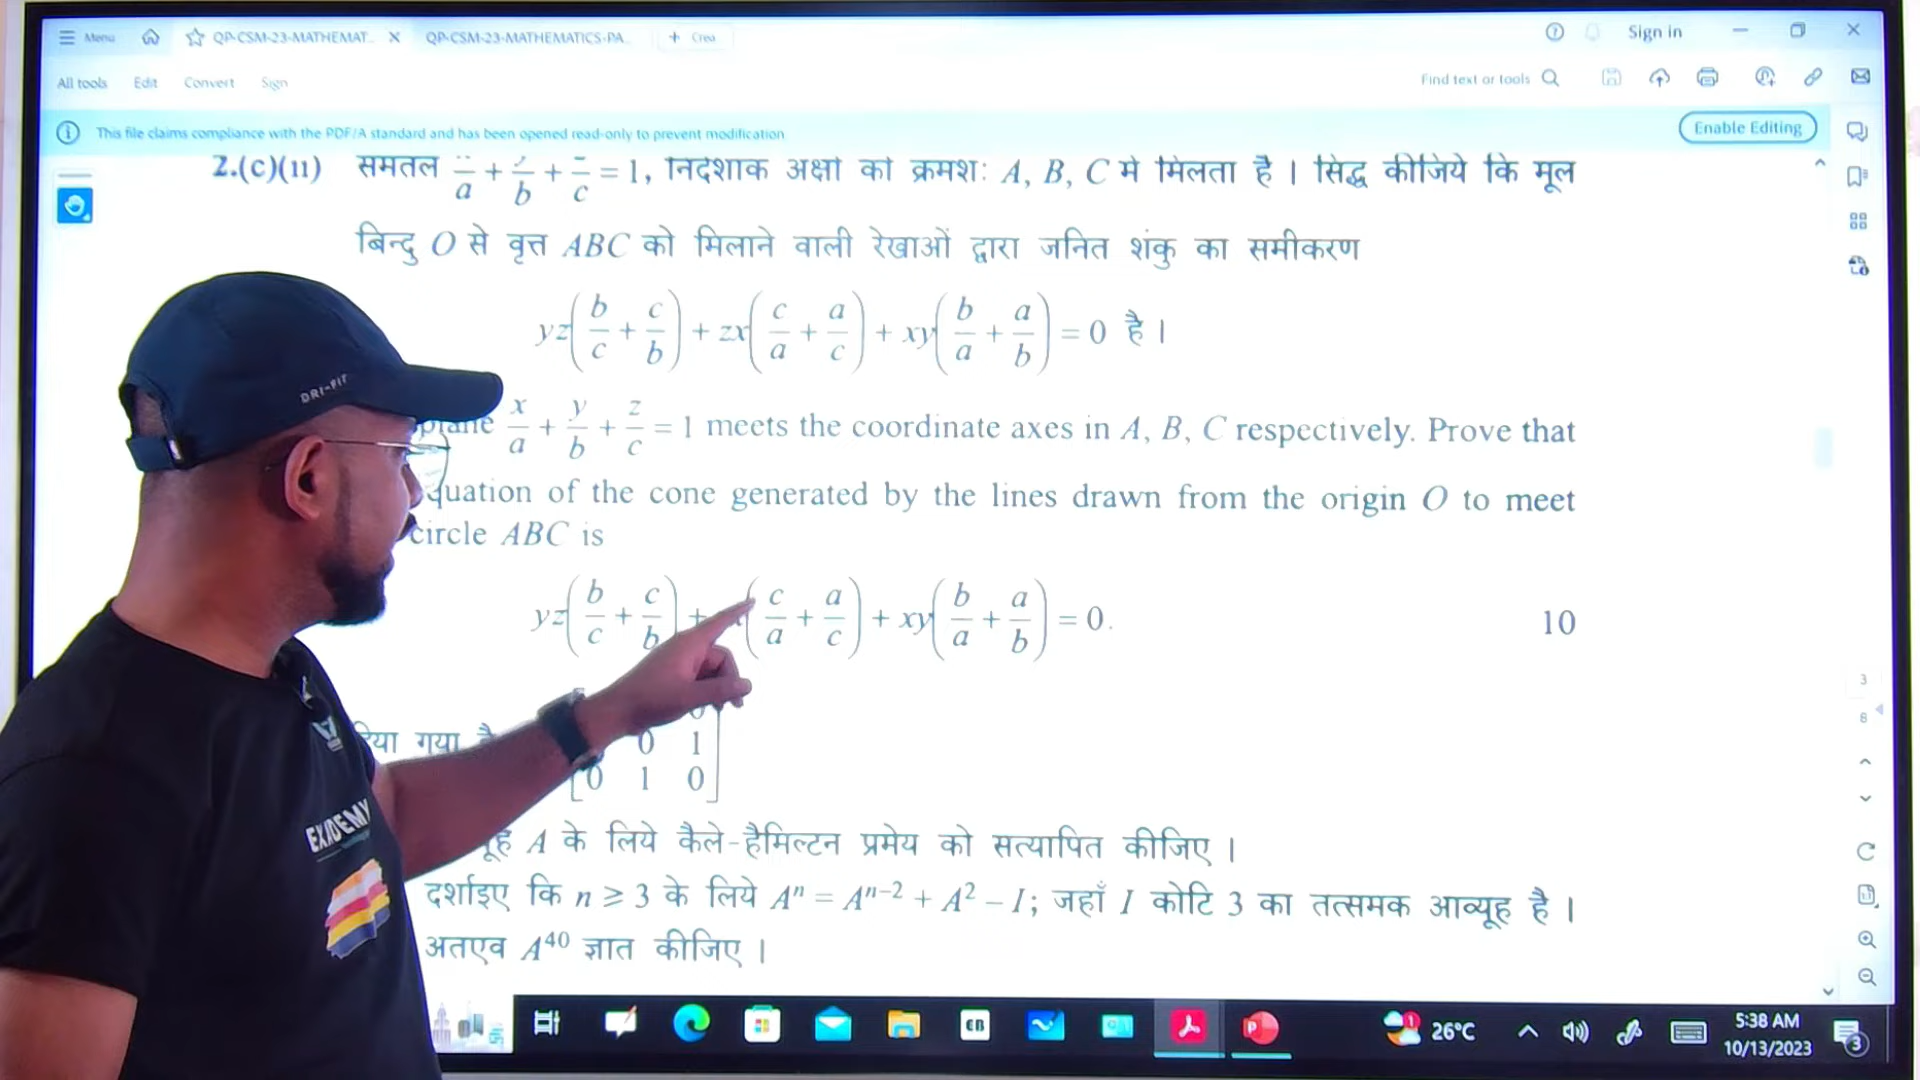 Menu QP-CSM-23-MATHEMAT... QP-CSM-23-MATHEMATICS-PA... + Crea Sign in
All tools Edit Convert Sign Find text or tools
This file claims compliance with the PDF/A standard and has been opened read-only to prevent modification Enable Editing
2.(c)(ii) समतल x/a + y/b + z/c = 1, निर्देशांक अक्षों को क्रमशः A, B, C में मिलता है । सिद्ध कीजिये कि मूल
बिन्दु O से वृत्त ABC को मिलाने वाली रेखाओं द्वारा जनित शंकु का समीकरण
yz(b/c + c/b) + zx(c/a + a/c) + xy(b/a + a/b) = 0 है ।
plane x/a + y/b + z/c = 1 meets the coordinate axes in A, B, C respectively. Prove that
quation of the cone generated by the lines drawn from the origin O to meet
circle ABC is
yz(b/c + c/b) + (c/a + a/c) + xy(b/a + a/b) = 0. 10
दिया गया 0 1
0 1 0
A के लिये कैले-हैमिल्टन प्रमेय को सत्यापित कीजिए ।
दर्शाइए कि n ≥ 3 के लिये Aⁿ = Aⁿ⁻² + A² – I; जहाँ I कोटि 3 का तत्समक आव्यूह है ।
अतएव A⁴⁰ ज्ञात कीजिए ।
3
8
DRI-FIT
EXADEMY
26°C 5:38 AM
10/13/2023 3